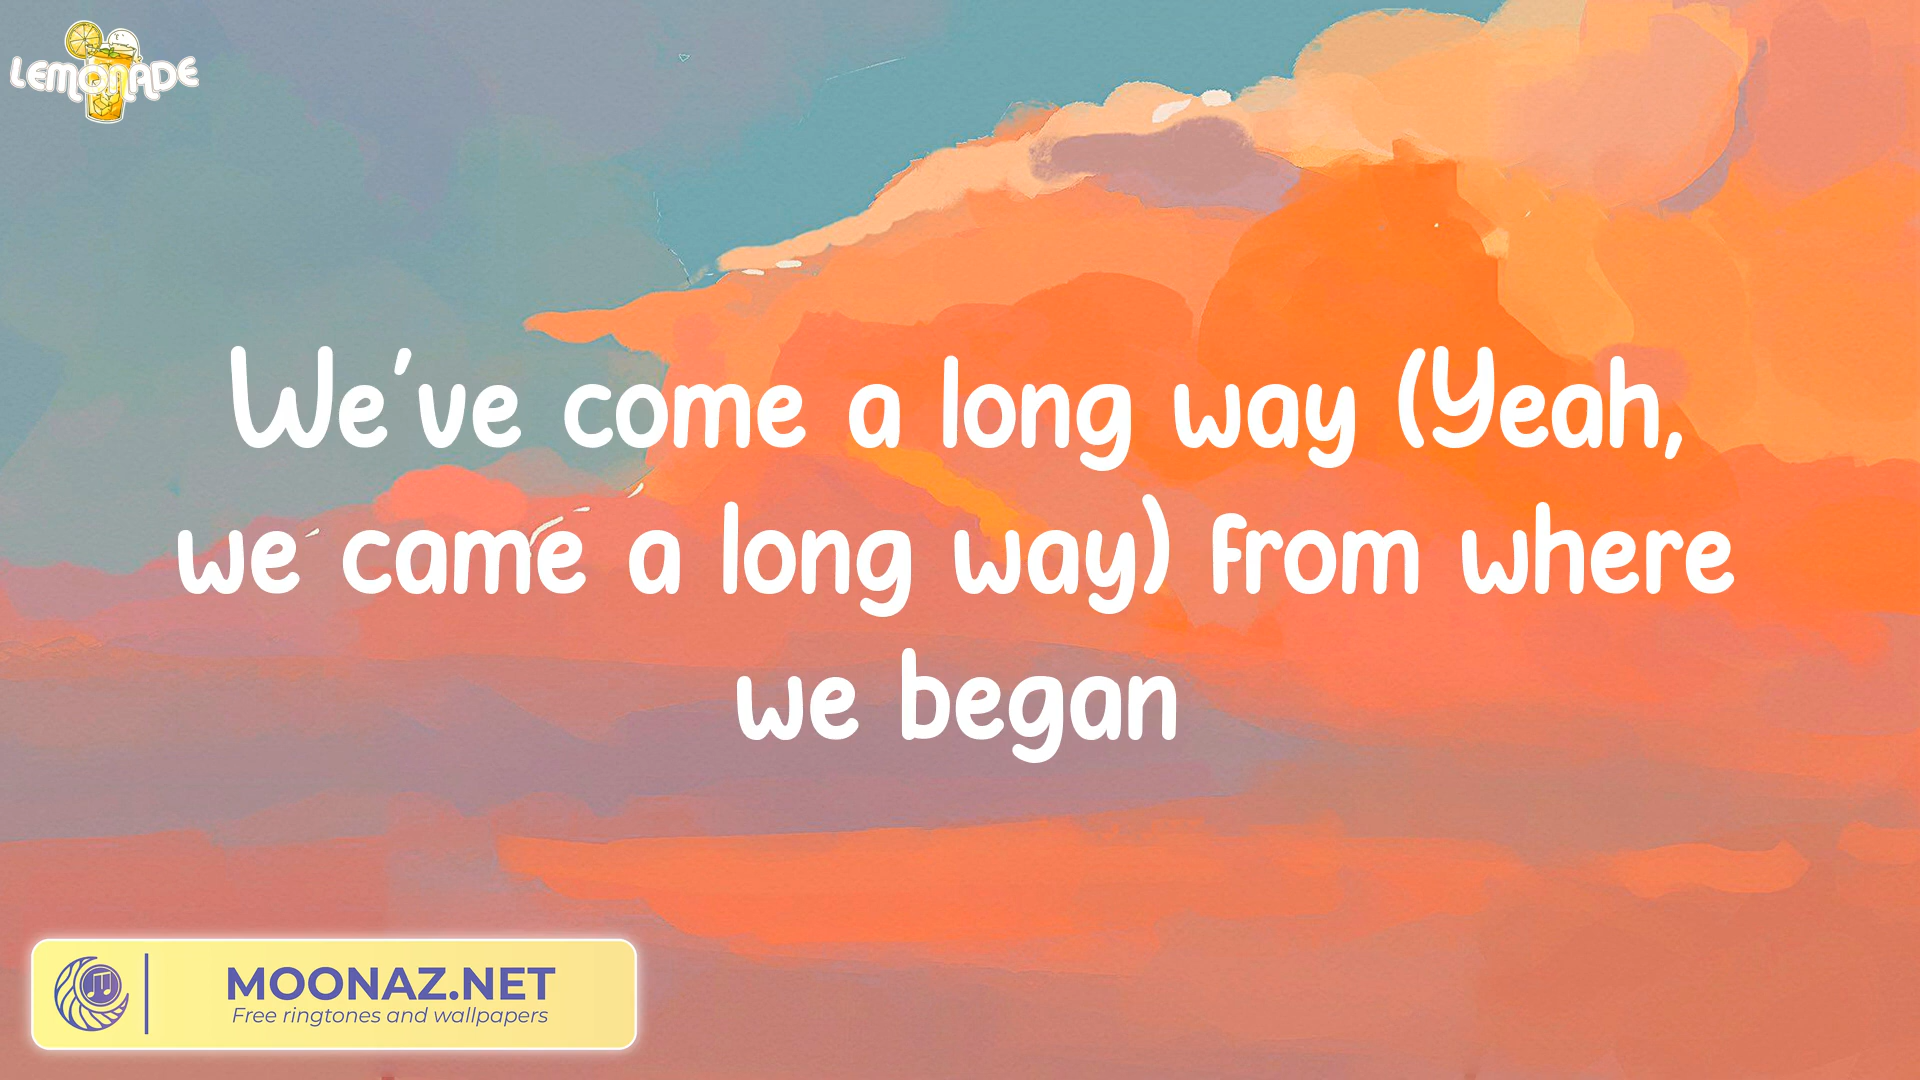 LEMONADE
We've come a long way (Yeah,
we came a long way) from where
we began
MOONAZ.NET
Free ringtones and wallpapers